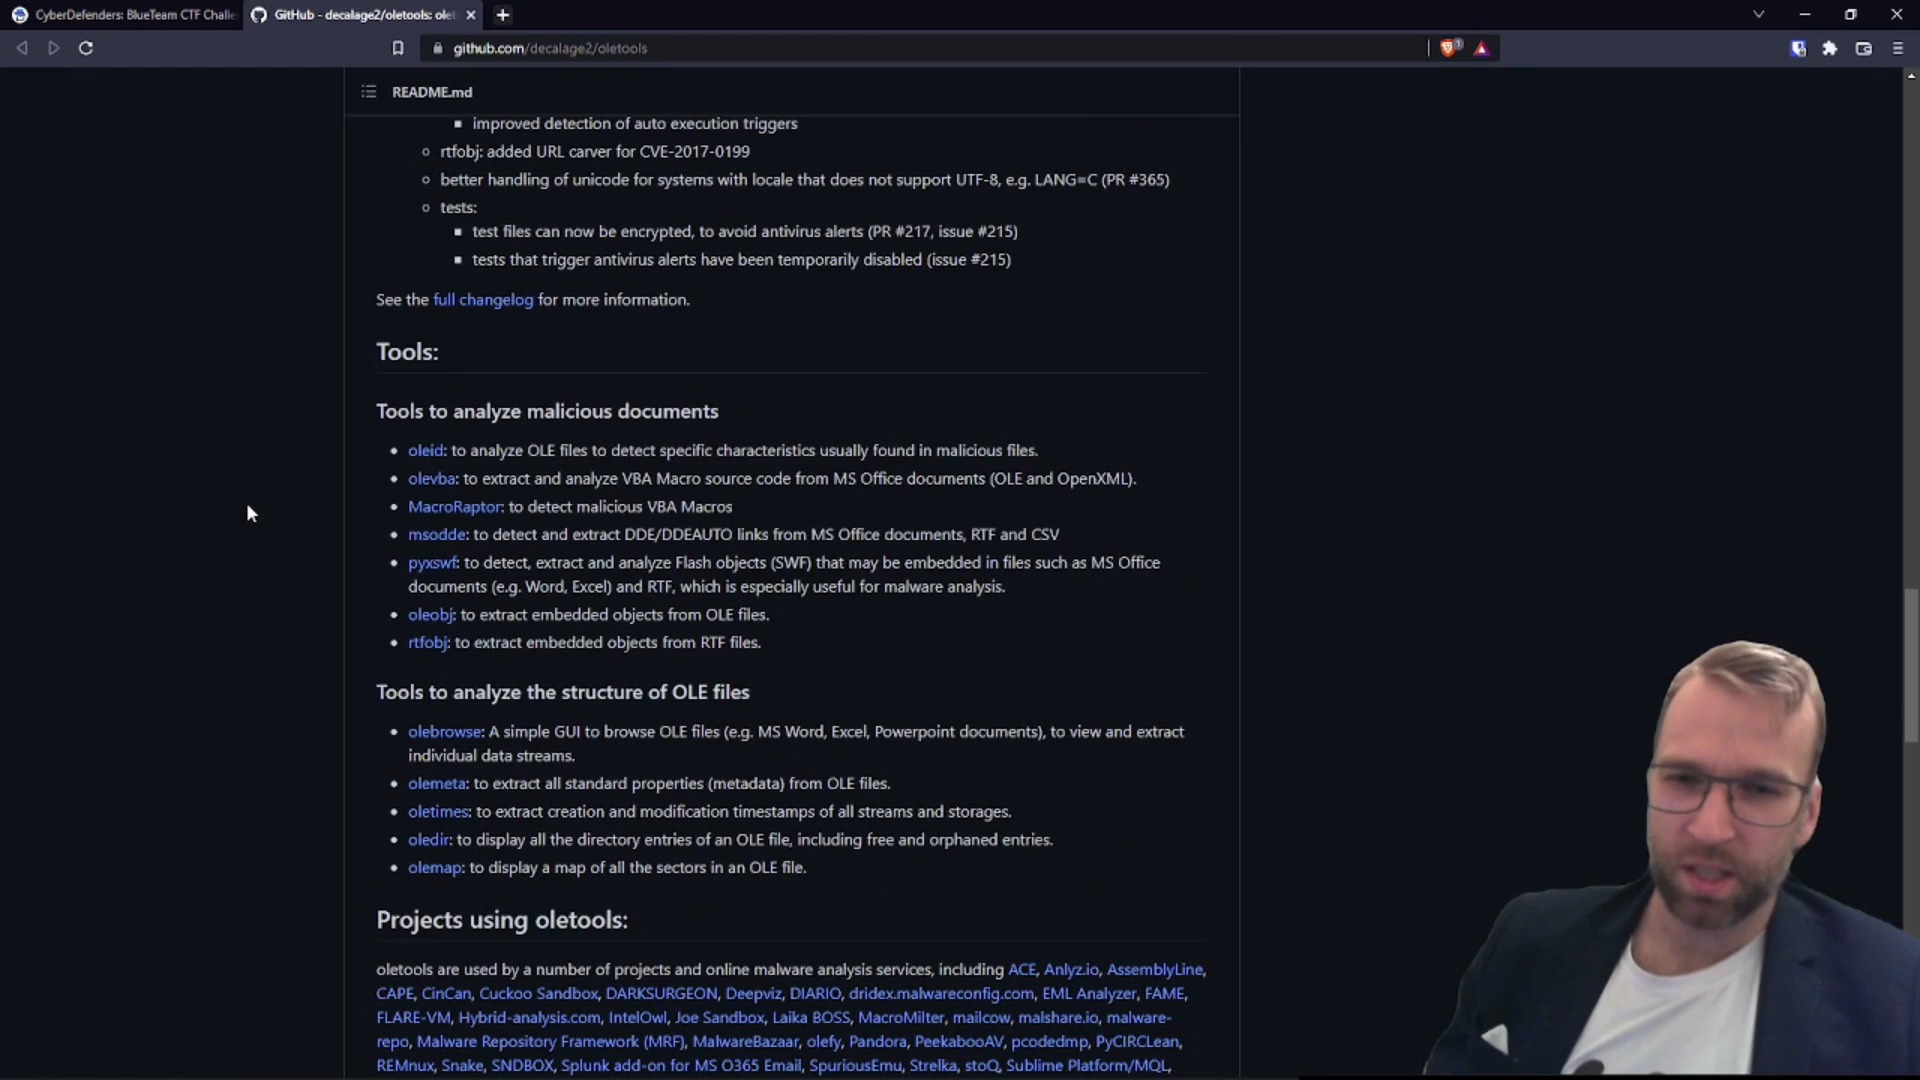 CyberDefenders: BlueTeam CTF Challe
GitHub - decalage2/oletools: olet
github.com/decalage2/oletools
1
README.md
improved detection of auto execution triggers
rtfobj: added URL carver for CVE-2017-0199
better handling of unicode for systems with locale that does not support UTF-8, e.g. LANG=C (PR #365)
tests:
test files can now be encrypted, to avoid antivirus alerts (PR #217, issue #215)
tests that trigger antivirus alerts have been temporarily disabled (issue #215)
See the full changelog for more information.
Tools:
Tools to analyze malicious documents
oleid: to analyze OLE files to detect specific characteristics usually found in malicious files.
olevba: to extract and analyze VBA Macro source code from MS Office documents (OLE and OpenXML).
MacroRaptor: to detect malicious VBA Macros
msodde: to detect and extract DDE/DDEAUTO links from MS Office documents, RTF and CSV
pyxswf: to detect, extract and analyze Flash objects (SWF) that may be embedded in files such as MS Office
documents (e.g. Word, Excel) and RTF, which is especially useful for malware analysis.
oleobj: to extract embedded objects from OLE files.
rtfobj: to extract embedded objects from RTF files.
Tools to analyze the structure of OLE files
olebrowse: A simple GUI to browse OLE files (e.g. MS Word, Excel, Powerpoint documents), to view and extract
individual data streams.
olemeta: to extract all standard properties (metadata) from OLE files.
oletimes: to extract creation and modification timestamps of all streams and storages.
oledir: to display all the directory entries of an OLE file, including free and orphaned entries.
olemap: to display a map of all the sectors in an OLE file.
Projects using oletools:
oletools are used by a number of projects and online malware analysis services, including ACE, Anlyz.io, AssemblyLine,
CAPE, CinCan, Cuckoo Sandbox, DARKSURGEON, Deepviz, DIARIO, dridex.malwareconfig.com, EML Analyzer, FAME,
FLARE-VM, Hybrid-analysis.com, IntelOwl, Joe Sandbox, Laika BOSS, MacroMilter, mailcow, malshare.io, malware-
repo, Malware Repository Framework (MRF), MalwareBazaar, olefy, Pandora, PeekabooAV, pcodedmp, PyCIRCLean,
REMnux, Snake, SNDBOX, Splunk add-on for MS O365 Email, SpuriousEmu, Strelka, stoQ, Sublime Platform/MQL,